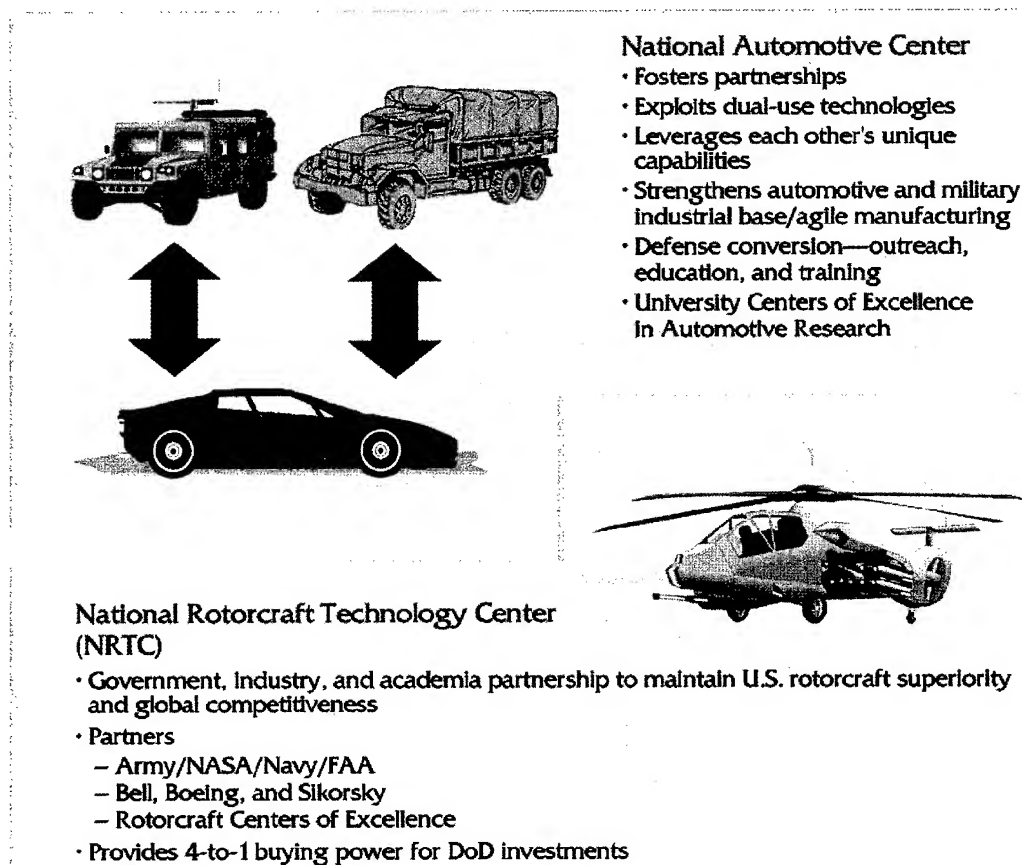 National Automotive Center
· Fosters partnerships
· Exploits dual-use technologies
· Leverages each other's unique
capabilities
· Strengthens automotive and military
industrial base/agile manufacturing
· Defense conversion—outreach,
education, and training
· University Centers of Excellence
in Automotive Research
National Rotorcraft Technology Center
(NRTC)
· Government, industry, and academia partnership to maintain U.S. rotorcraft superiority
and global competitiveness
· Partners
– Army/NASA/Navy/FAA
– Bell, Boeing, and Sikorsky
– Rotorcraft Centers of Excellence
· Provides 4-to-1 buying power for DoD investments